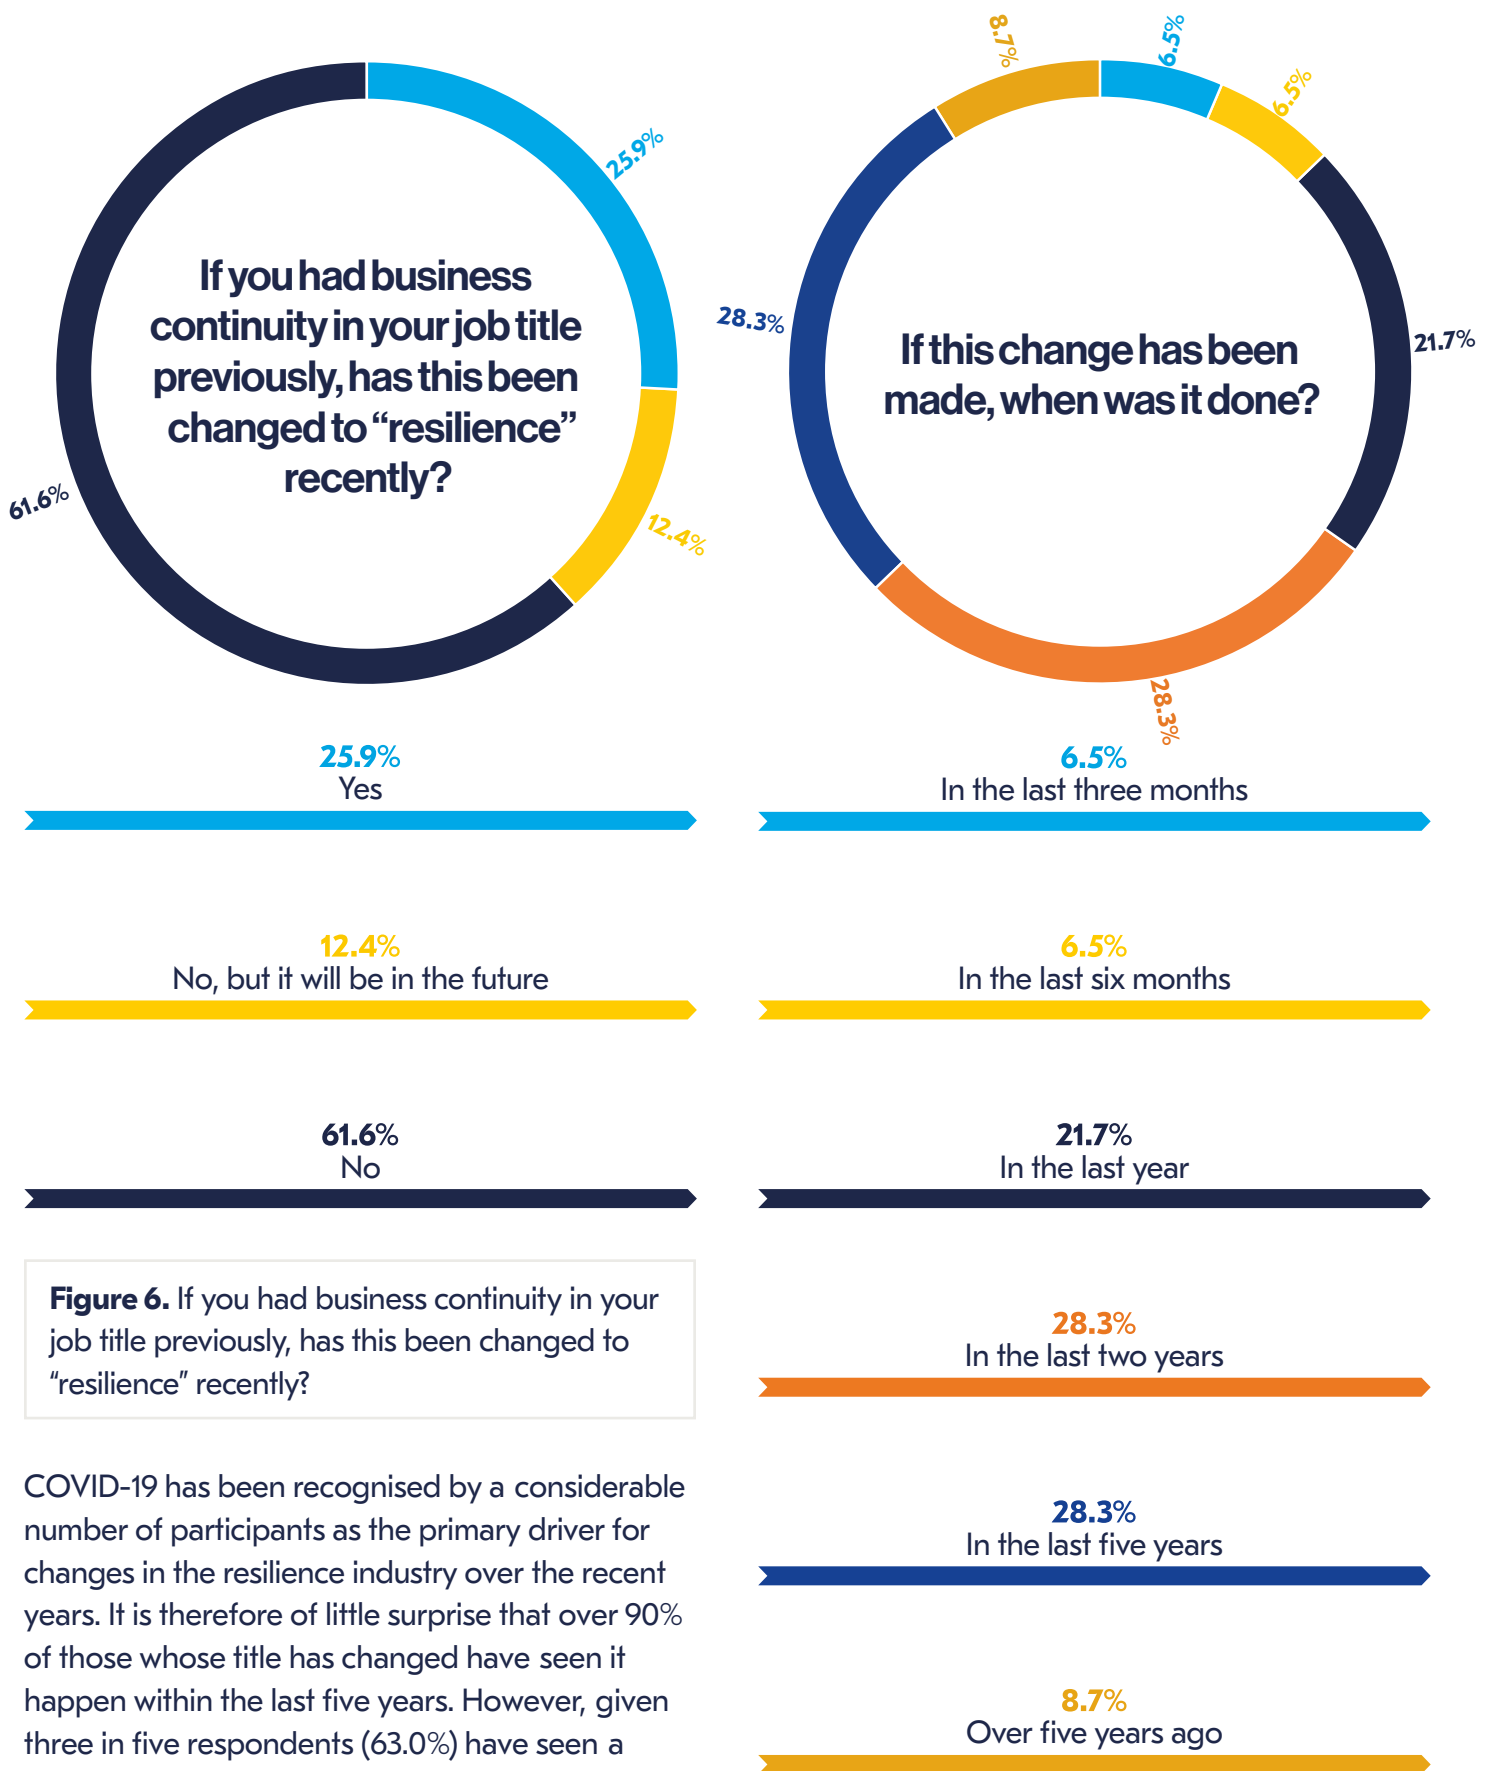 25.9%
12.4%
61.6%
If you had business
continuity in your job title
previously, has this been
changed to “resilience”
recently?
25.9%
Yes
12.4%
No, but it will be in the future
61.6%
No
Figure 6. If you had business continuity in your
job title previously, has this been changed to
“resilience” recently?
COVID-19 has been recognised by a considerable
number of participants as the primary driver for
changes in the resilience industry over the recent
years. It is therefore of little surprise that over 90%
of those whose title has changed have seen it
happen within the last five years. However, given
three in five respondents (63.0%) have seen a
8.7%
6.5%
6.5%
28.3%
21.7%
28.3%
If this change has been
made, when was it done?
6.5%
In the last three months
6.5%
In the last six months
21.7%
In the last year
28.3%
In the last two years
28.3%
In the last five years
8.7%
Over five years ago